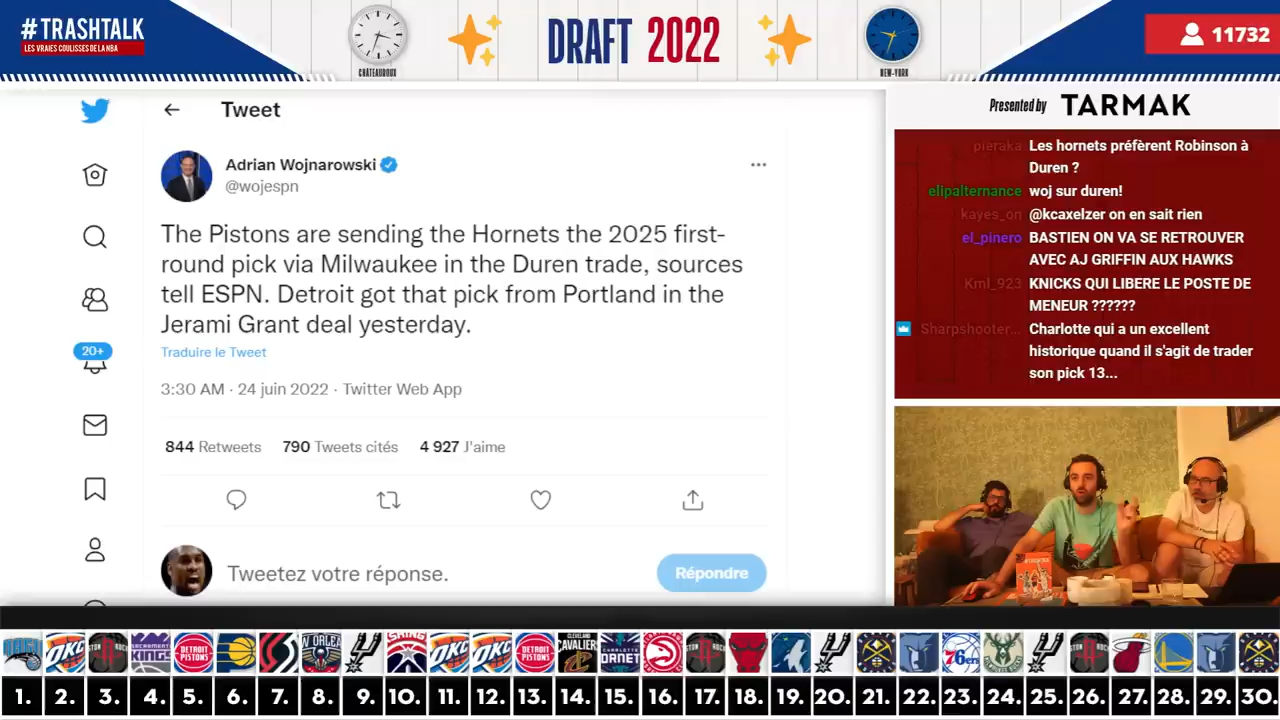 #TRASHTALK
LES VRAIES COULISSES DE LA NBA
CHÂTEAUDUN
DRAFT 2022
NEW-YORK
11732
Tweet
Adrian Wojnarowski
@wojespn
The Pistons are sending the Hornets the 2025 first-
round pick via Milwaukee in the Duren trade, sources
tell ESPN. Detroit got that pick from Portland in the
Jerami Grant deal yesterday.
Traduire le Tweet
3:30 AM · 24 juin 2022 · Twitter Web App
844 Retweets 790 Tweets cités 4 927 J'aime
20+
Tweetez votre réponse.
Répondre
Presented by TARMAK
pieraka Les hornets préfèrent Robinson à
Duren ?
elipalternance woj sur duren!
kayes_on @kcaxelzer on en sait rien
el_pinero BASTIEN ON VA SE RETROUVER
AVEC AJ GRIFFIN AUX HAWKS
Kml_923 KNICKS QUI LIBERE LE POSTE DE
MENEUR ??????
Sharpshooter... Charlotte qui a un excellent
historique quand il s'agit de trader
son pick 13...
1. 2. 3. 4. 5. 6. 7. 8. 9. 10. 11. 12. 13. 14. 15. 16. 17. 18. 19. 20. 21. 22. 23. 24. 25. 26. 27. 28. 29. 30.